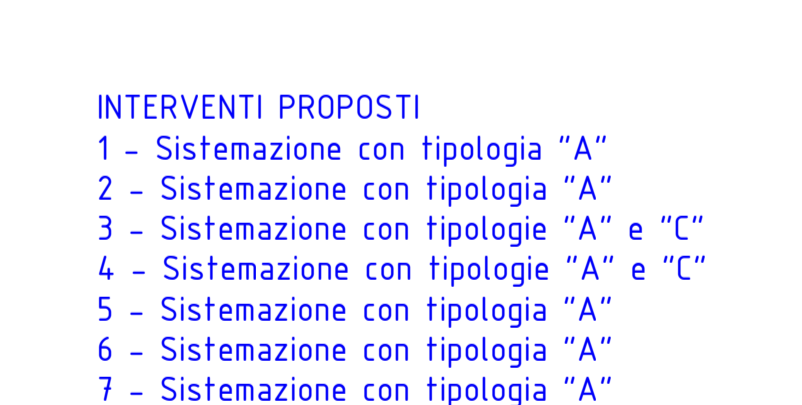 INTERVENTI PROPOSTI
1 - Sistemazione con tipologia "A"
2 - Sistemazione con tipologia "A"
3 - Sistemazione con tipologie "A" e "C"
4 - Sistemazione con tipologie "A" e "C"
5 - Sistemazione con tipologia "A"
6 - Sistemazione con tipologia "A"
7 - Sistemazione con tipologia "A"